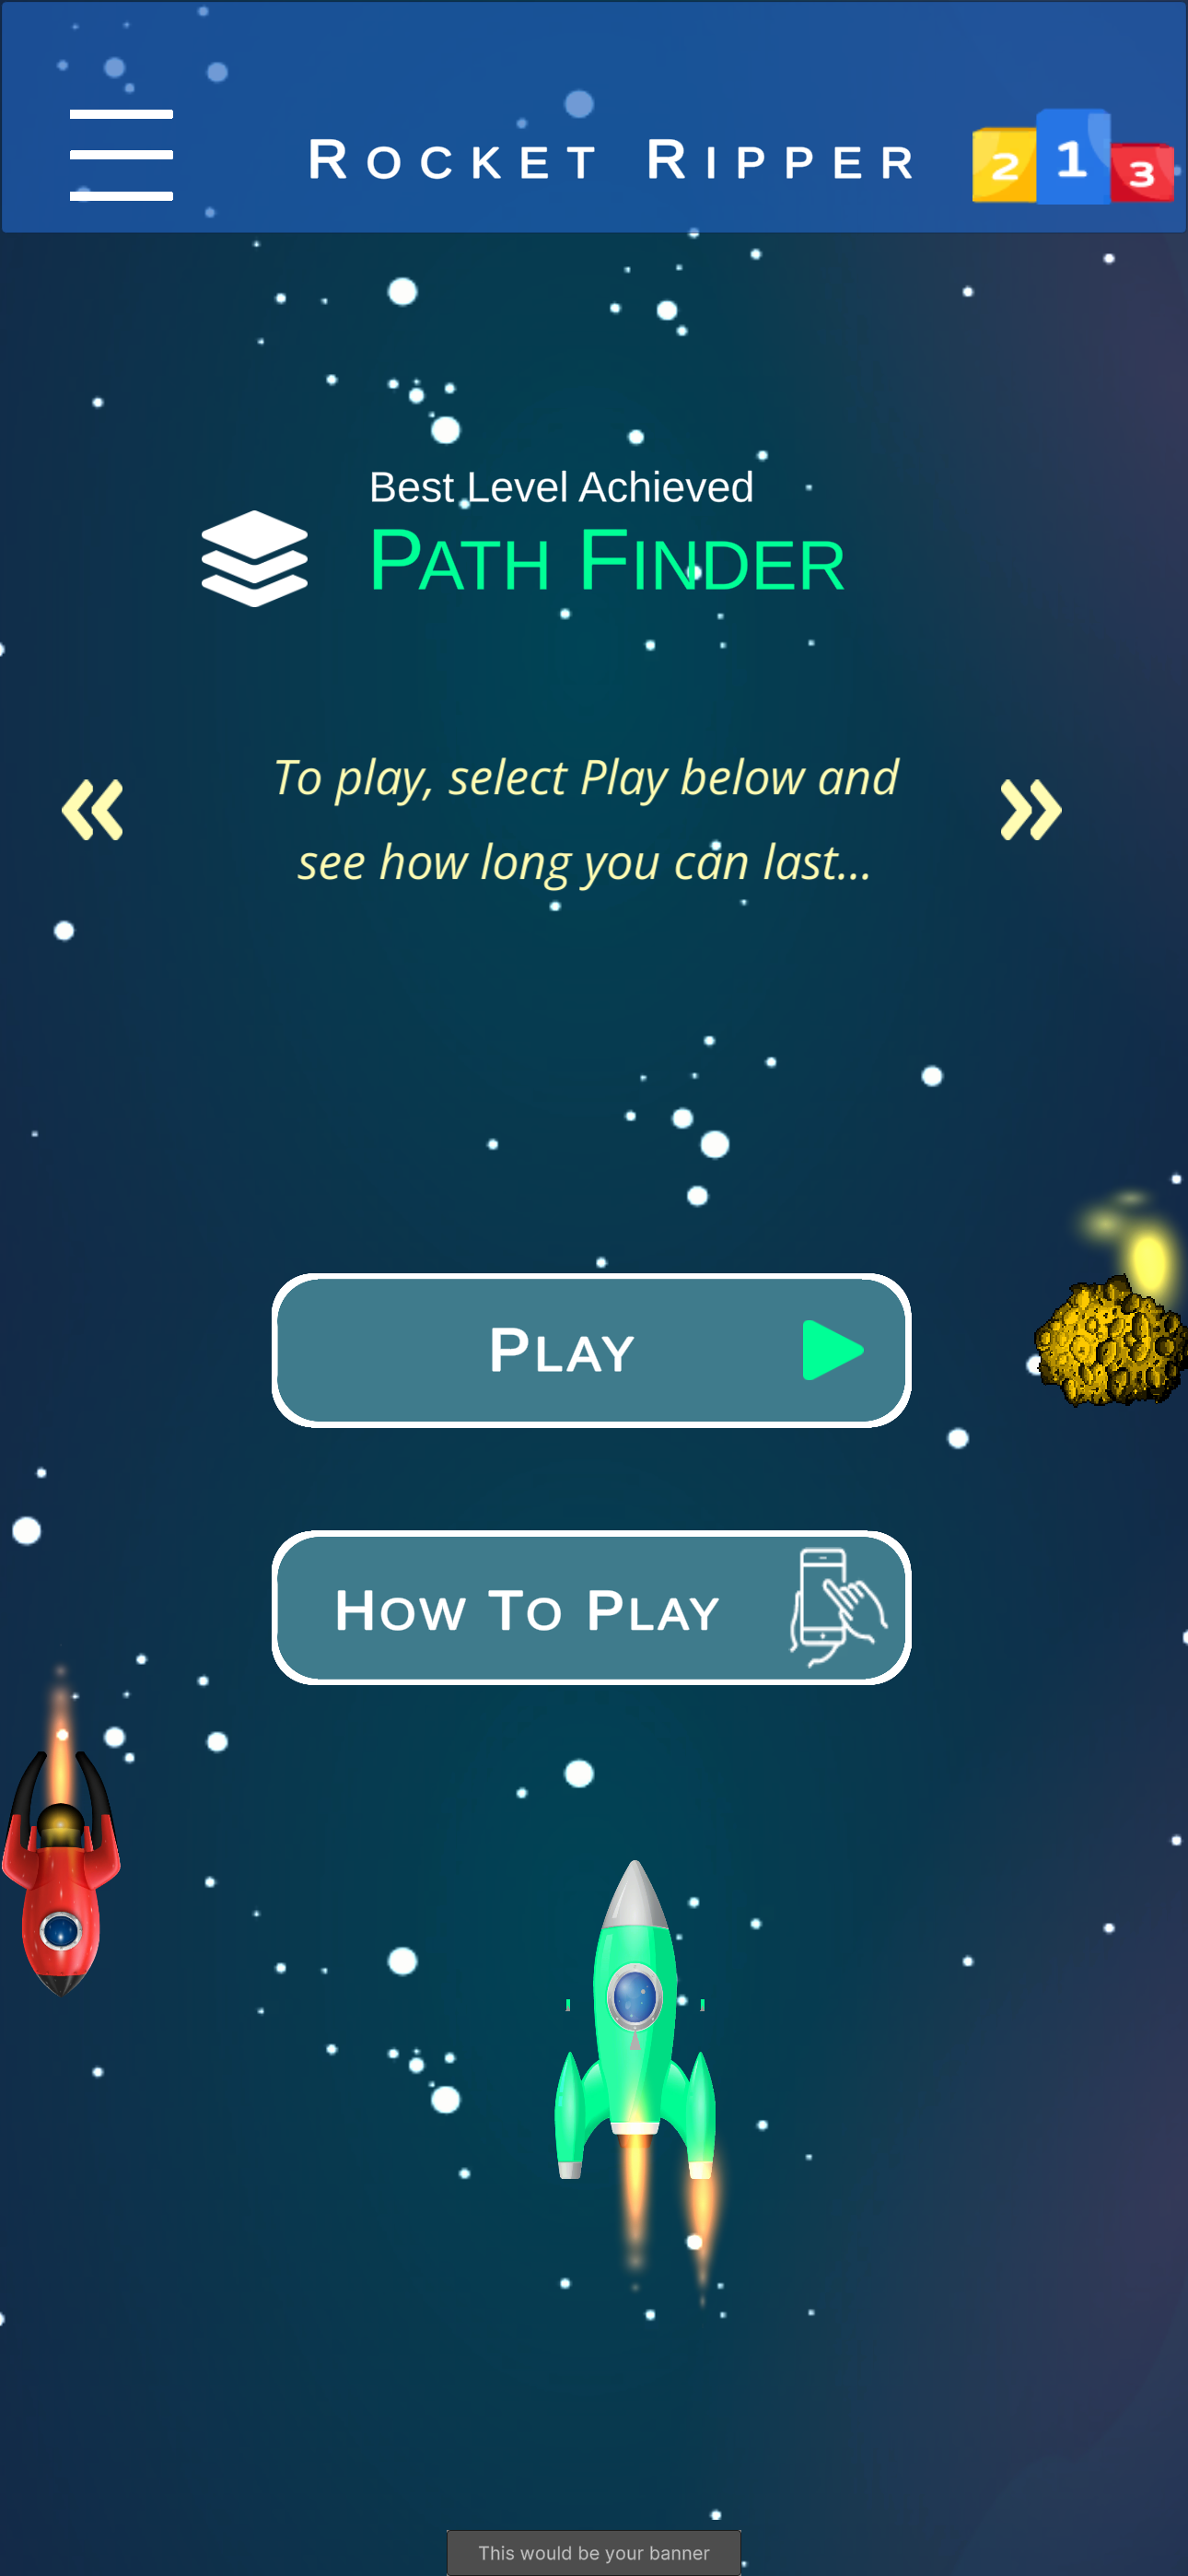 Rocket Ripper
2 1 3
Best Level Achieved
Path Finder
To play, select Play below and
see how long you can last...
Play
How To Play
This would be your banner